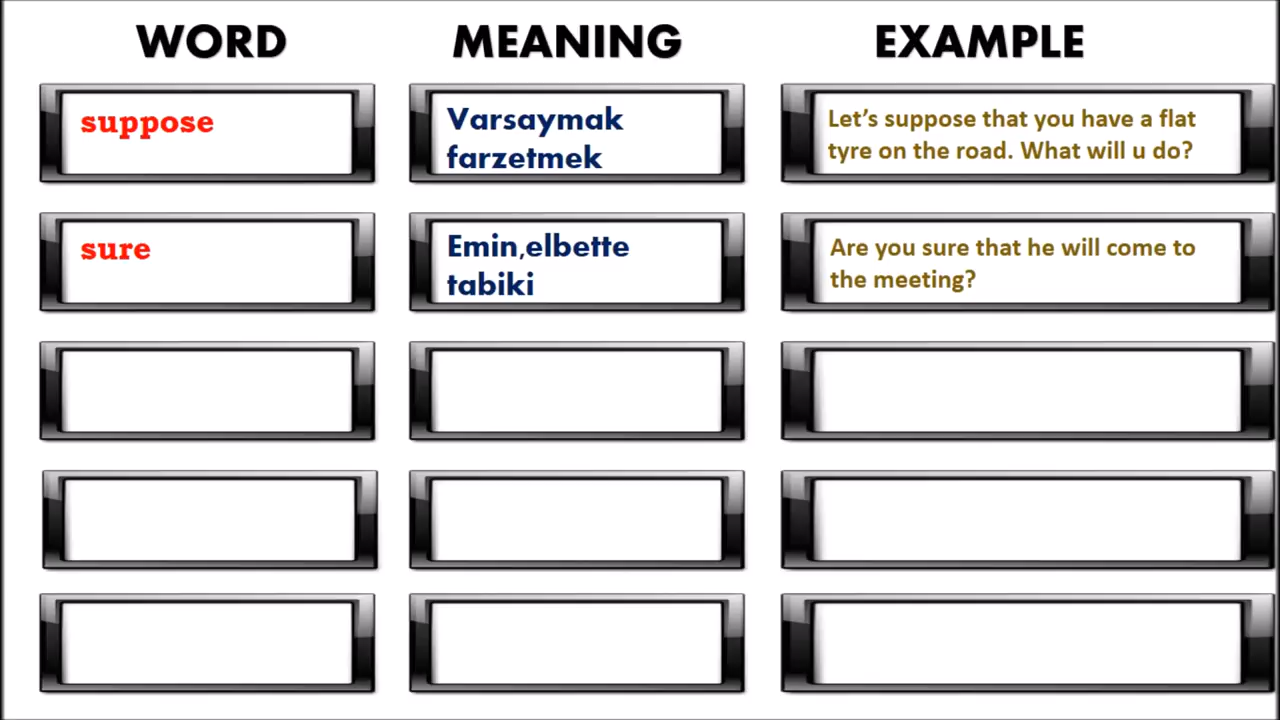 WORD MEANING EXAMPLE
suppose
Varsaymak
farzetmek
Let's suppose that you have a flat
tyre on the road. What will u do?
sure
Emin,elbette
tabiki
Are you sure that he will come to
the meeting?